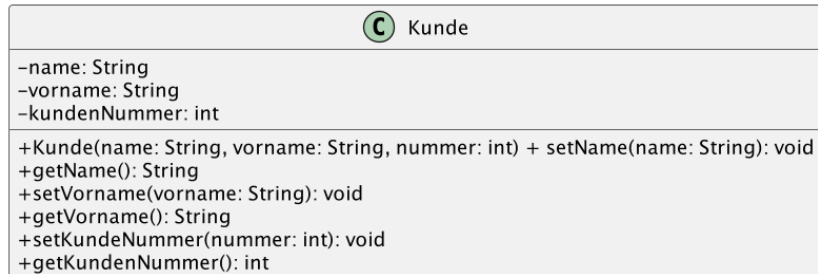 C Kunde
-name: String
-vorname: String
-kundenNummer: int
+Kunde(name: String, vorname: String, nummer: int) + setName(name: String): void
+getName(): String
+setVorname(vorname: String): void
+getVorname(): String
+setKundeNummer(nummer: int): void
+getKundenNummer(): int